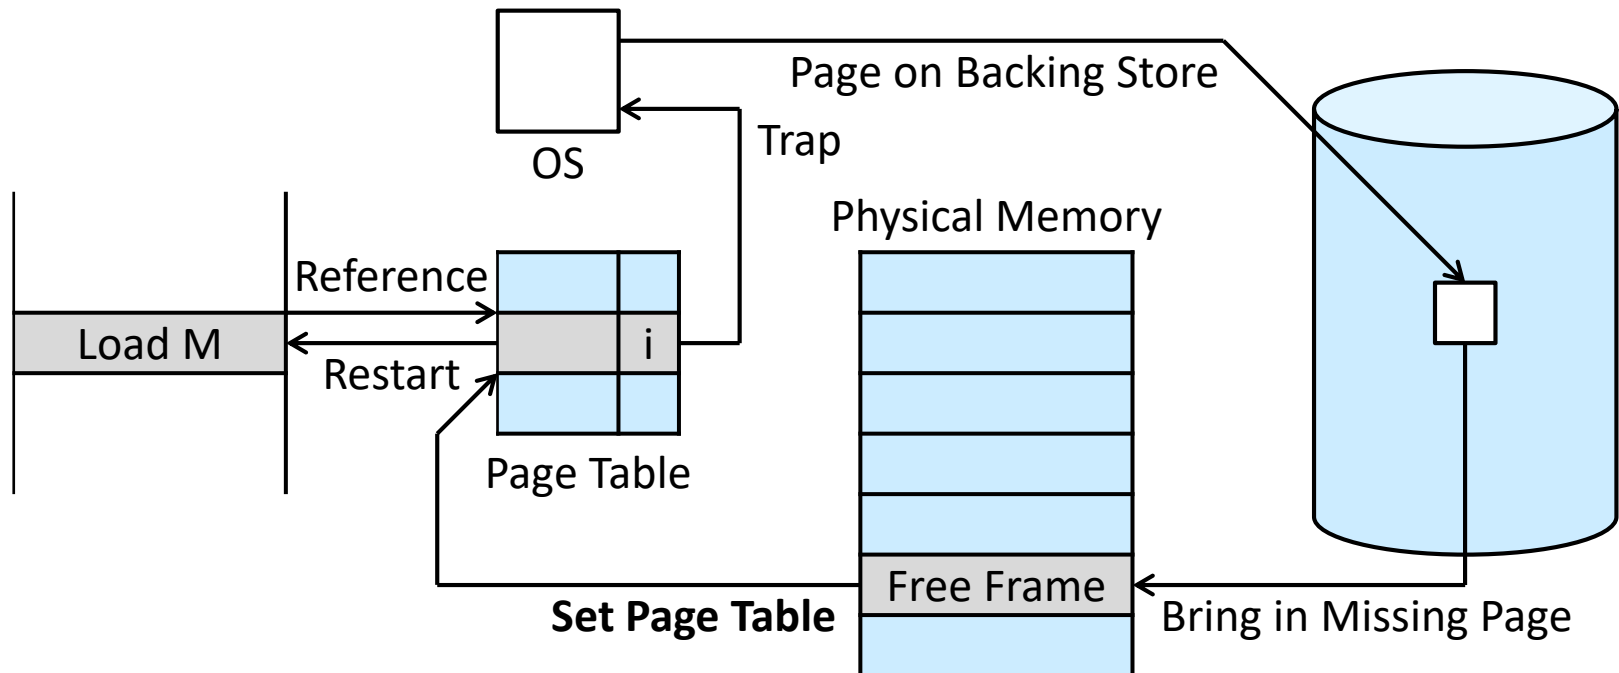 Page on Backing Store
Trap
OS
Physical Memory
Reference
Load M
i
Restart
Page Table
Free Frame
Set Page Table
Bring in Missing Page